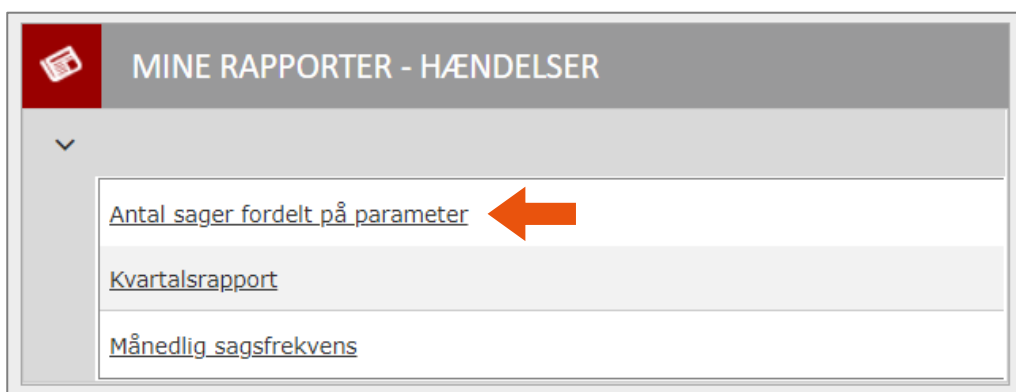 MINE RAPPORTER - HÆNDELSER
Antal sager fordelt på parameter
Kvartalsrapport
Månedlig sagsfrekvens